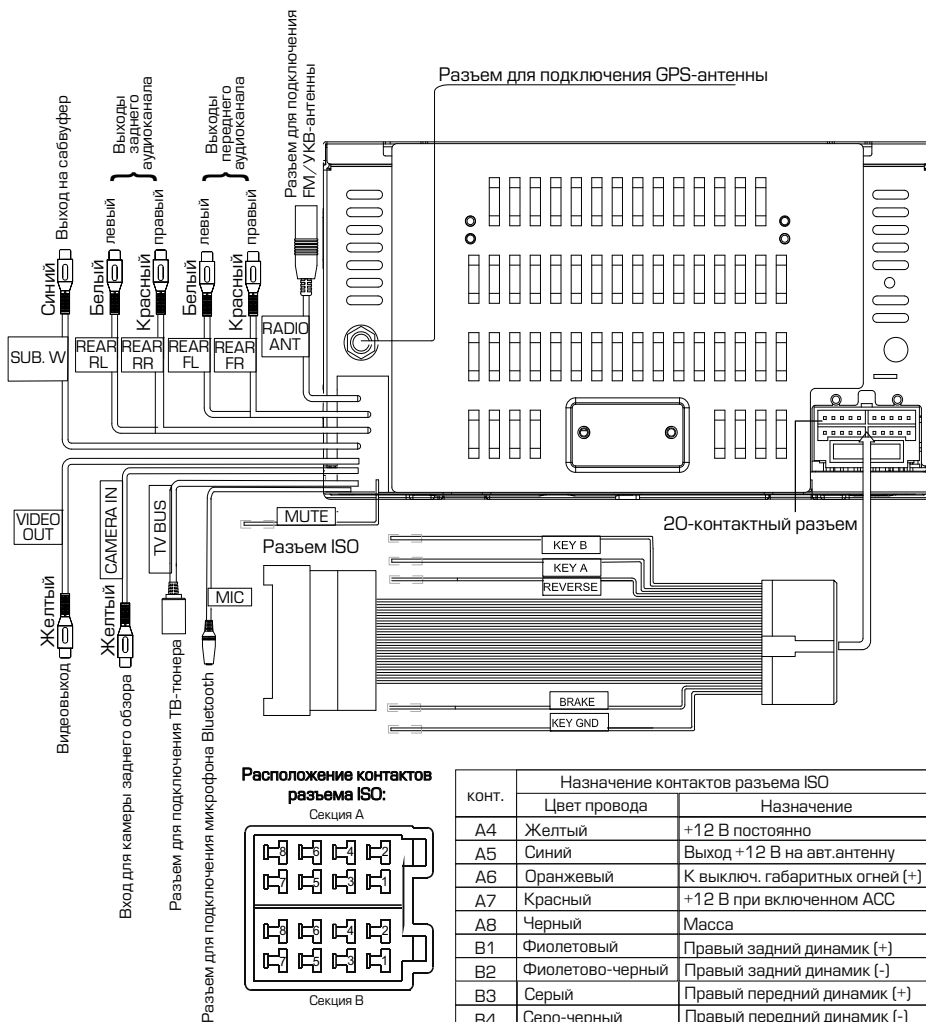 Разъем для подключения GPS-антенны
Разъем для подключения
FM/УКВ-антенны
Выход на сабвуфер
Выходы
заднего
аудиоканала
Выходы
переднего
аудиоканала
левый
правый
левый
правый
Синий
Белый
Красный
Белый
Красный
SUB. W
REAR
RL
REAR
RR
REAR
FL
REAR
FR
RADIO
ANT
VIDEO
OUT
CAMERA IN
TV BUS
MIC
MUTE
Желтый
Желтый
Видеовыход
Вход для камеры заднего обзора
Разъем для подключения ТВ-тюнера
Разъем для подключения микрофона Bluetooth
20-контактный разъем
Разъем ISO
KEY B
KEY A
REVERSE
BRAKE
KEY GND
Расположение контактов
разъема ISO:
Секция A
8 6 4 2
7 5 3 1
8 6 4 2
7 5 3 1
Секция B
конт. Назначение контактов разъема ISO
Цвет провода Назначение
A4 Желтый +12 В постоянно
A5 Синий Выход +12 В на авт.антенну
A6 Оранжевый К выключ. габаритных огней (+)
A7 Красный +12 В при включенном ACC
A8 Черный Масса
B1 Фиолетовый Правый задний динамик (+)
B2 Фиолетово-черный Правый задний динамик (-)
B3 Серый Правый передний динамик (+)
B4 Серо-черный Правый передний динамик (-)